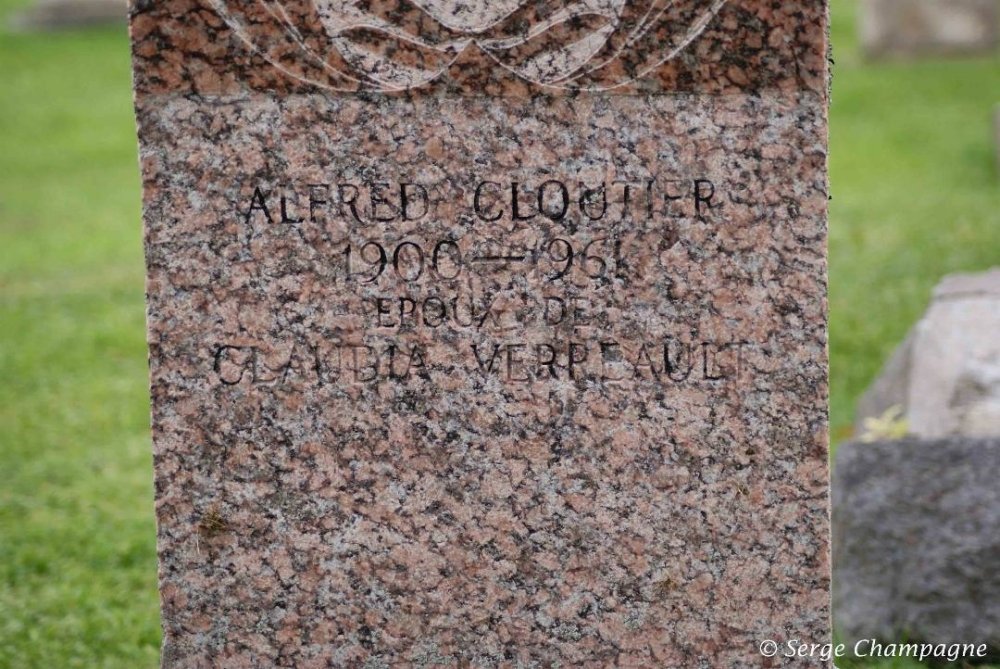 ALFRED CLOUTIER
1900 — 1961
EPOUX DE
CLAUDIA VERREAULT
© Serge Champagne